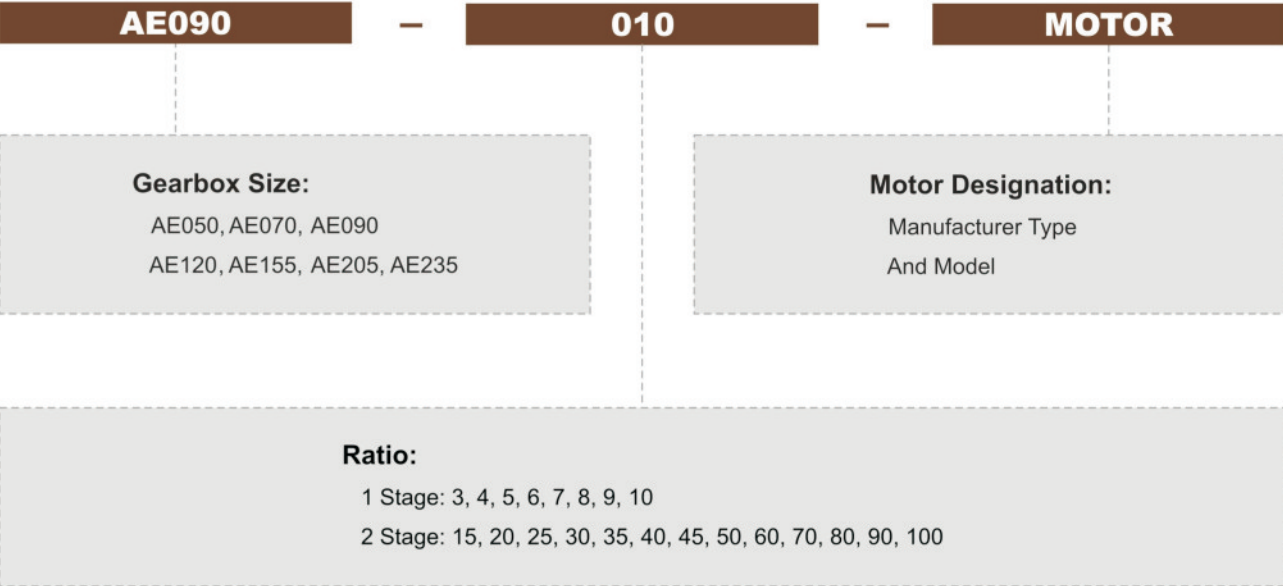 AE090 – 010 – MOTOR
Gearbox Size:
AE050, AE070, AE090
AE120, AE155, AE205, AE235
Motor Designation:
Manufacturer Type
And Model
Ratio:
1 Stage: 3, 4, 5, 6, 7, 8, 9, 10
2 Stage: 15, 20, 25, 30, 35, 40, 45, 50, 60, 70, 80, 90, 100